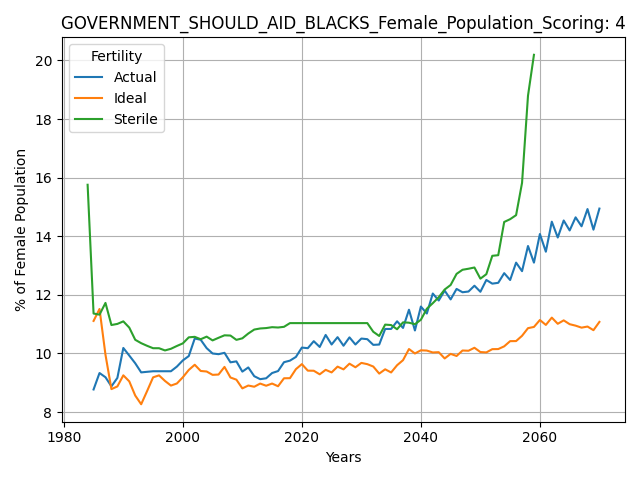 GOVERNMENT_SHOULD_AID_BLACKS_Female_Population_Scoring: 4
Fertility
Actual
Ideal
Sterile
% of Female Population
20
18
16
14
12
10
8
1980
2000
2020
2040
2060
Years